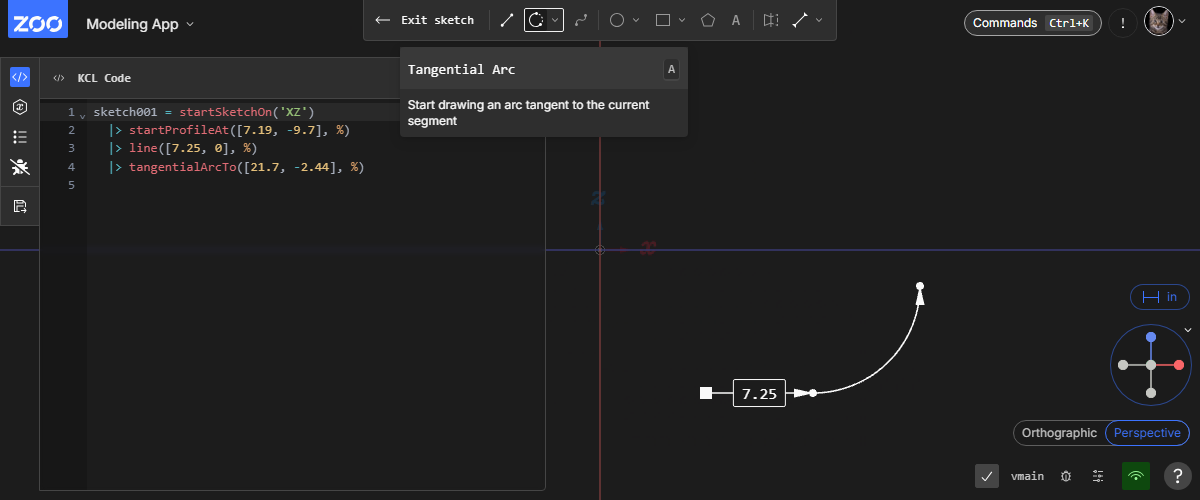 ZOO Modeling App
Exit sketch
A
Commands Ctrl+K !
Tangential Arc A
Start drawing an arc tangent to the current
segment
KCL Code
1 sketch001 = startSketchOn('XZ')
2 |> startProfileAt([7.19, -9.7], %)
3 |> line([7.25, 0], %)
4 |> tangentialArcTo([21.7, -2.44], %)
5
z
x
in
7.25
Orthographic Perspective
vmain ?